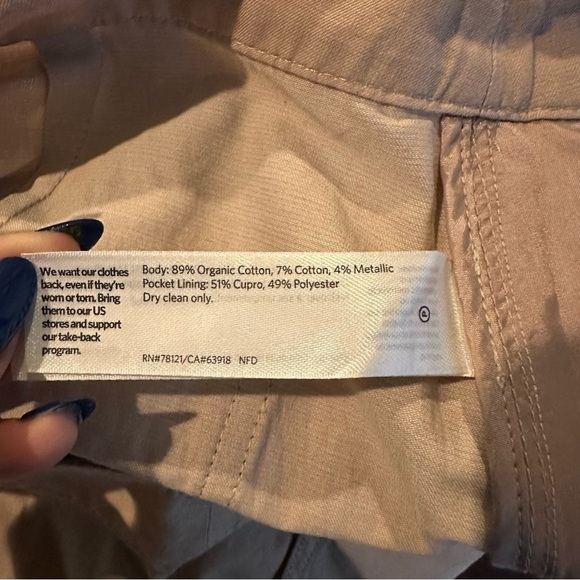 We want our clothes
back, even if they're
worn or torn. Bring
them to our US
stores and support
our take-back
program.
Body: 89% Organic Cotton, 7% Cotton, 4% Metallic
Pocket Lining: 51% Cupro, 49% Polyester
Dry clean only.
P
RN#78121/CA#63918 NFD